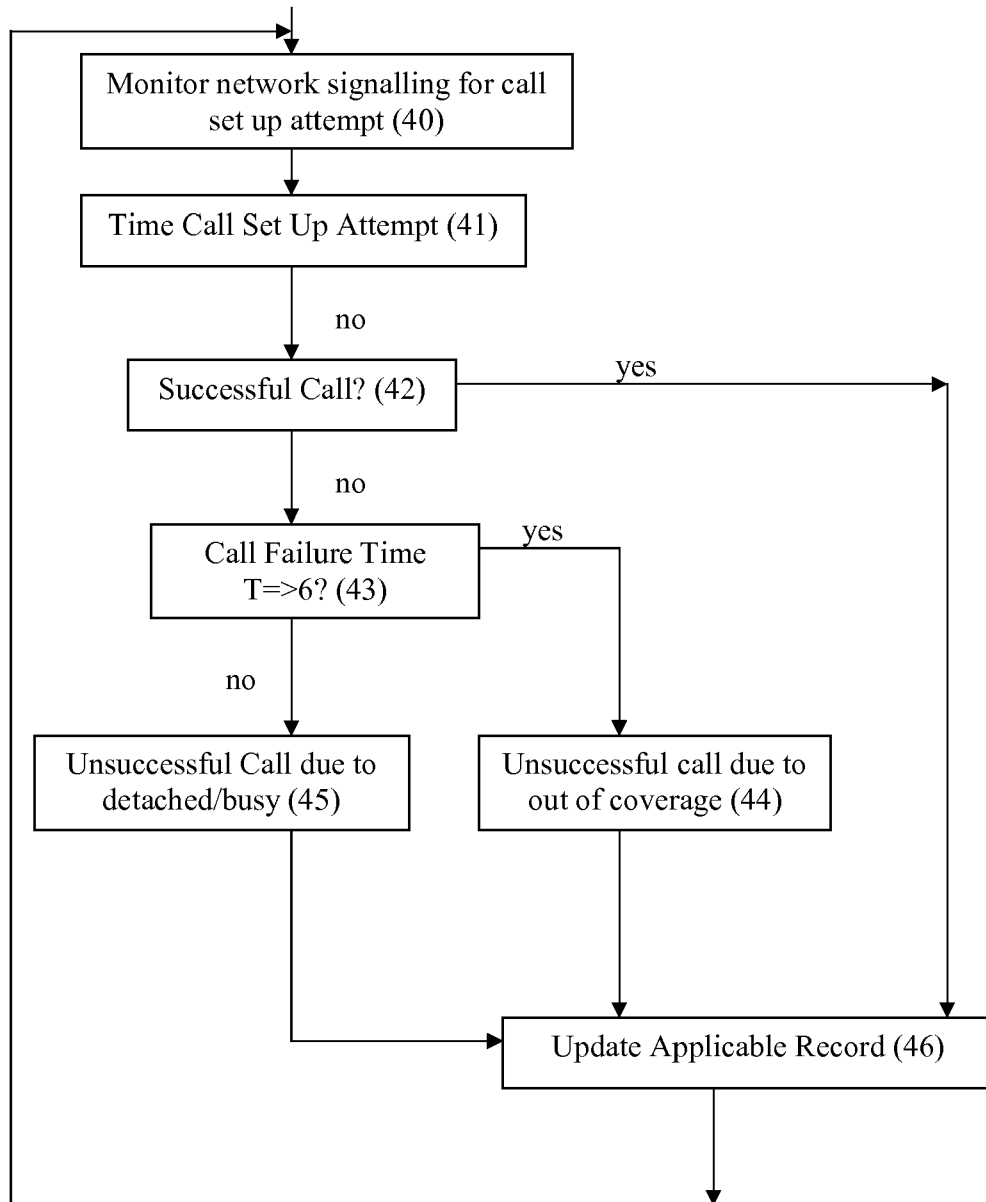 Monitor network signalling for call
set up attempt (40)
Time Call Set Up Attempt (41)
no
Successful Call? (42)
yes
no
Call Failure Time
T=>6? (43)
yes
no
Unsuccessful Call due to
detached/busy (45)
Unsuccessful call due to
out of coverage (44)
Update Applicable Record (46)